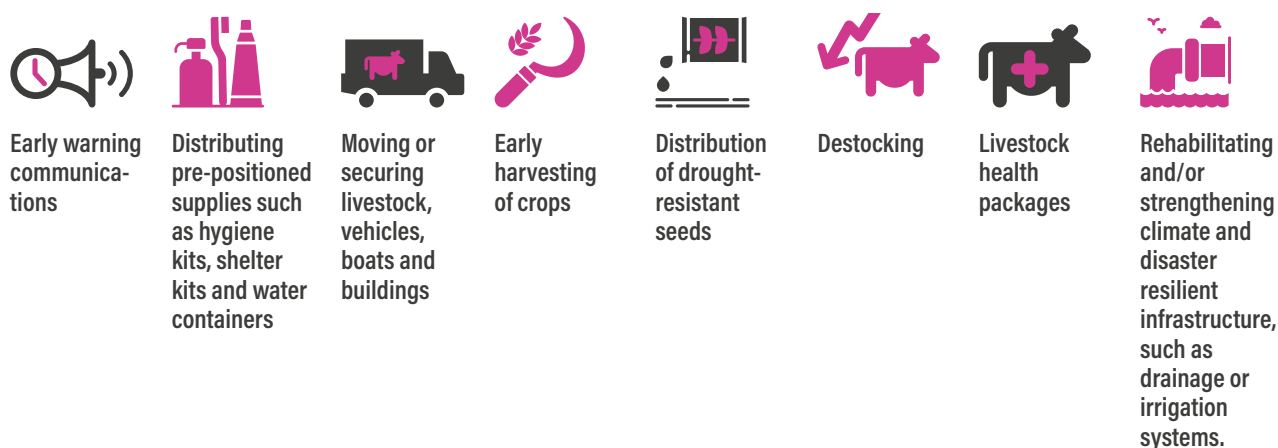 Early warning
communica-
tions
Distributing
pre-positioned
supplies such
as hygiene
kits, shelter
kits and water
containers
Moving or
securing
livestock,
vehicles,
boats and
buildings
Early
harvesting
of crops
Distribution
of drought-
resistant
seeds
Destocking
Livestock
health
packages
Rehabilitating
and/or
strengthening
climate and
disaster
resilient
infrastructure,
such as
drainage or
irrigation
systems.